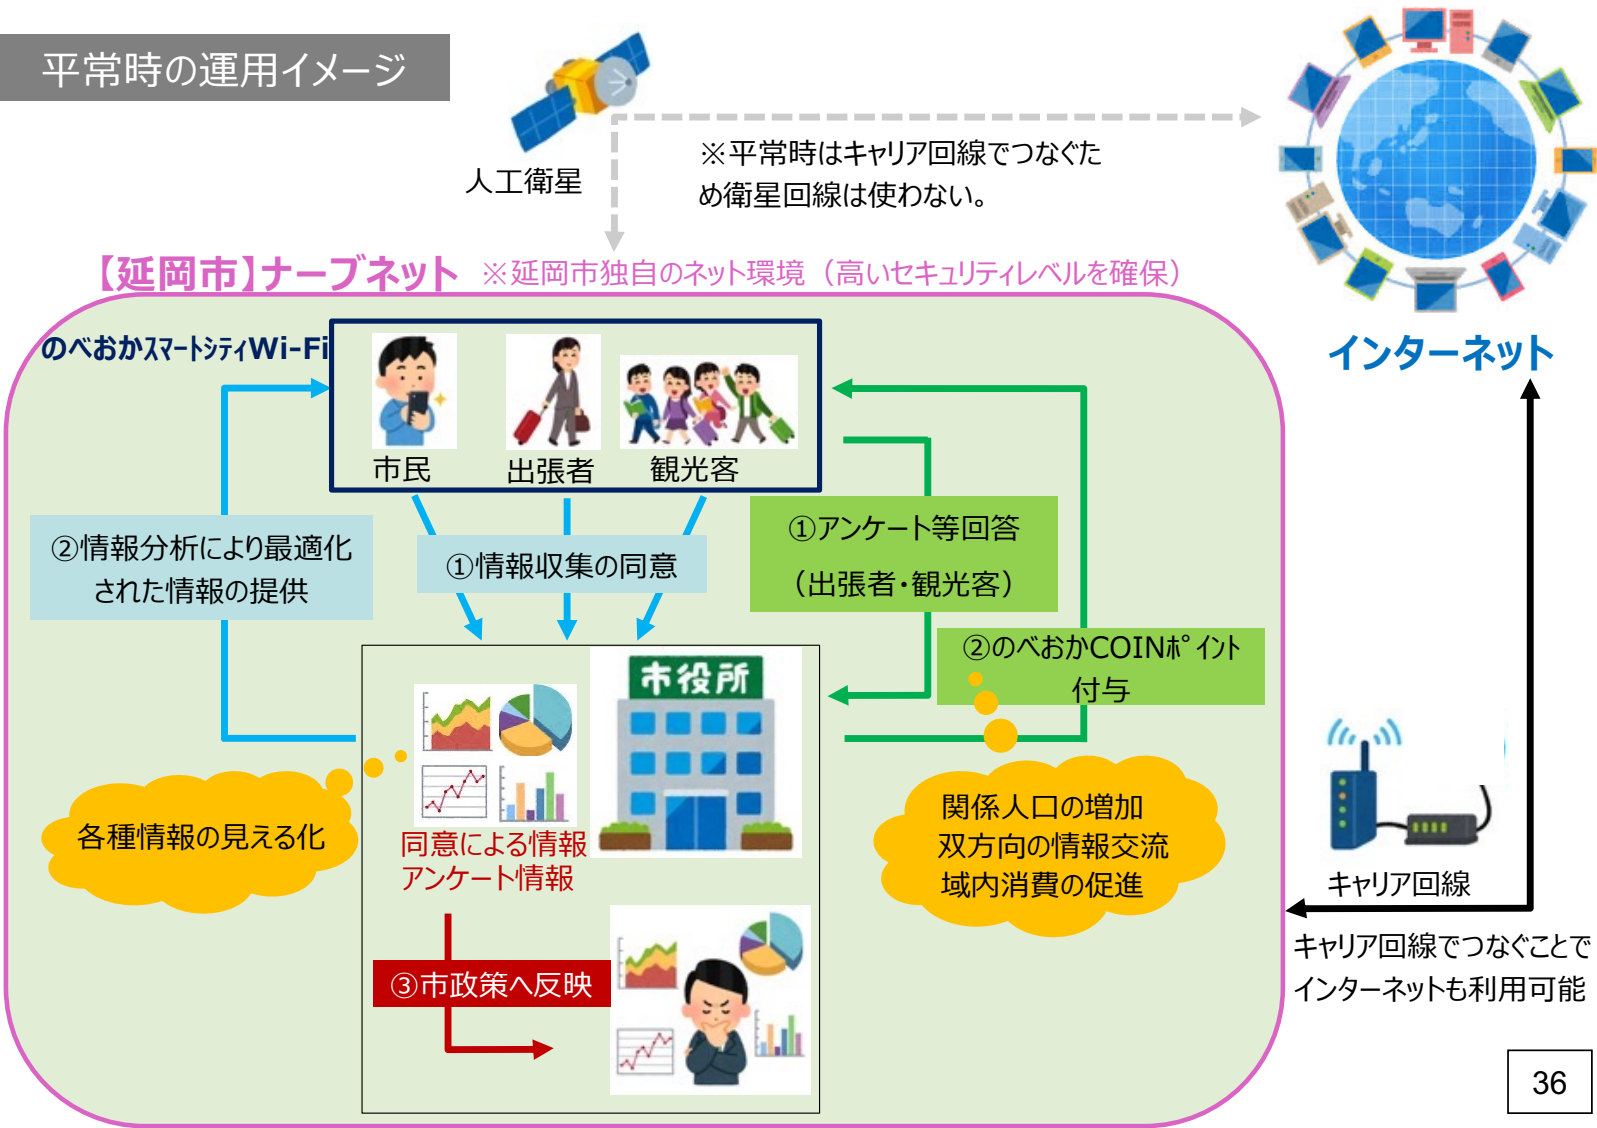 平常時の運用イメージ
人工衛星
※平常時はキャリア回線でつなぐた
め衛星回線は使わない。
【延岡市】ナーブネット ※延岡市独自のネット環境（高いセキュリティレベルを確保）
インターネット
のべおかスマートシティWi-Fi
市民
出張者
観光客
②情報分析により最適化
された情報の提供
①情報収集の同意
①アンケート等回答
（出張者・観光客）
②のべおかCOINポイント
付与
市役所
各種情報の見える化
同意による情報
アンケート情報
関係人口の増加
双方向の情報交流
域内消費の促進
③市政策へ反映
キャリア回線
キャリア回線でつなぐことで
インターネットも利用可能
36